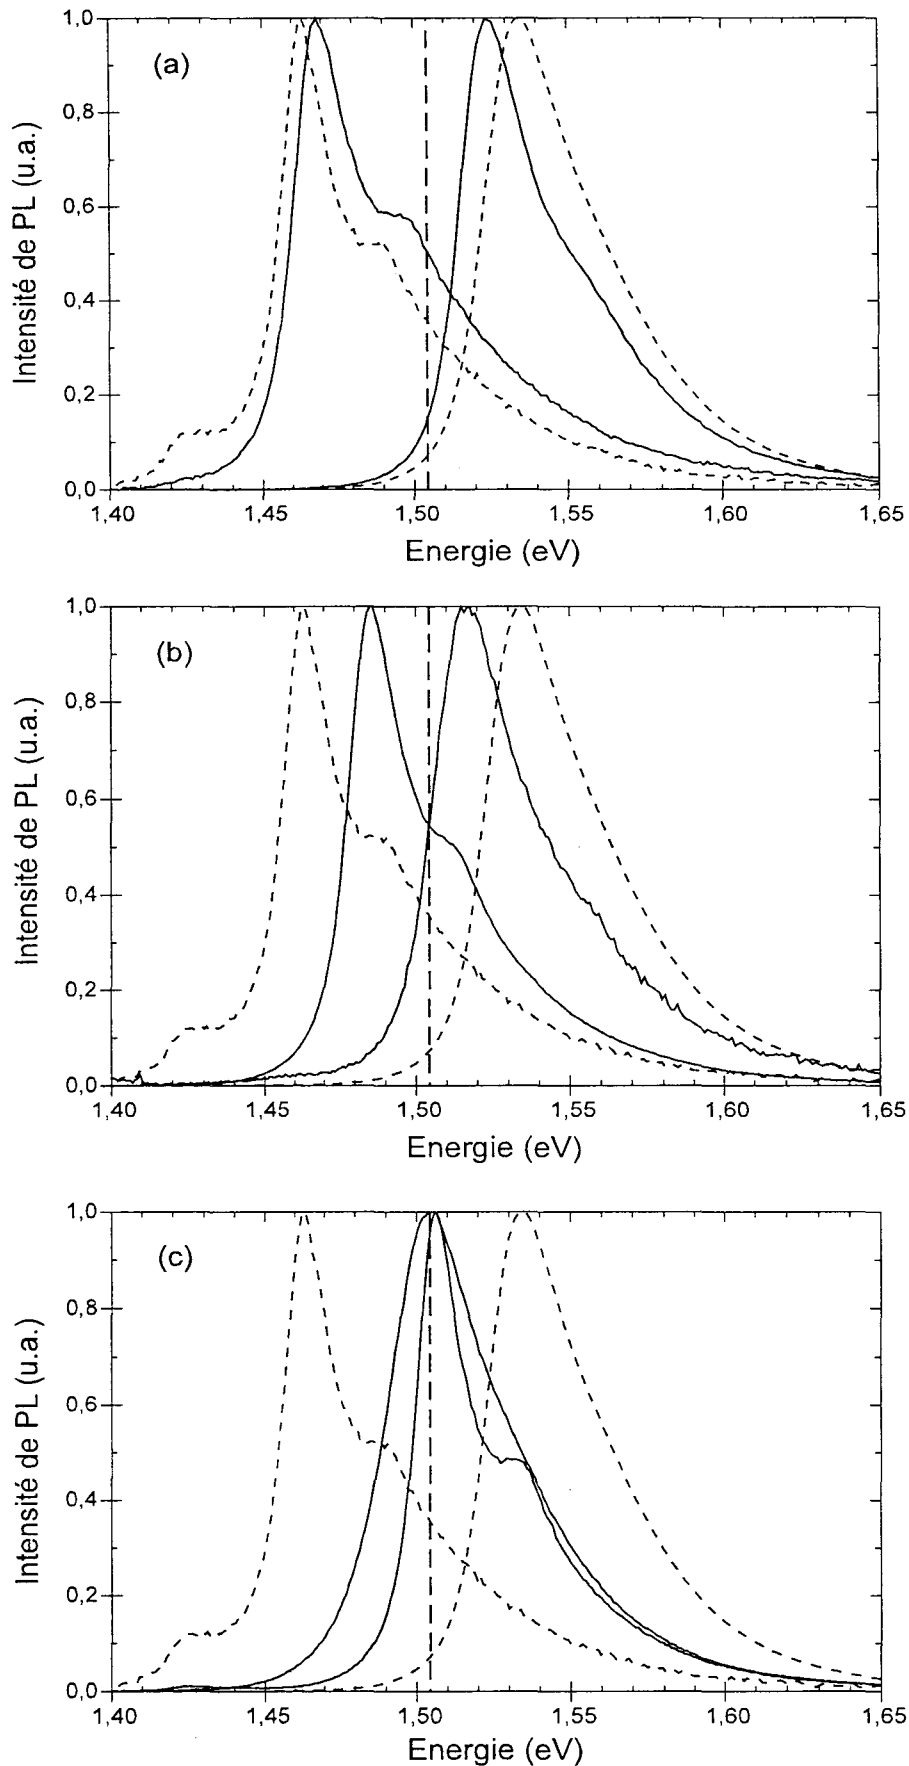 (a)
1,0
0,8
0,6
0,4
0,2
0,0
Intensité de PL (u.a.)
1,40 1,45 1,50 1,55 1,60 1,65
Energie (eV)
(b)
1,0
0,8
0,6
0,4
0,2
0,0
Intensité de PL (u.a.)
1,40 1,45 1,50 1,55 1,60 1,65
Energie (eV)
(c)
1,0
0,8
0,6
0,4
0,2
0,0
Intensité de PL (u.a.)
1,40 1,45 1,50 1,55 1,60 1,65
Energie (eV)